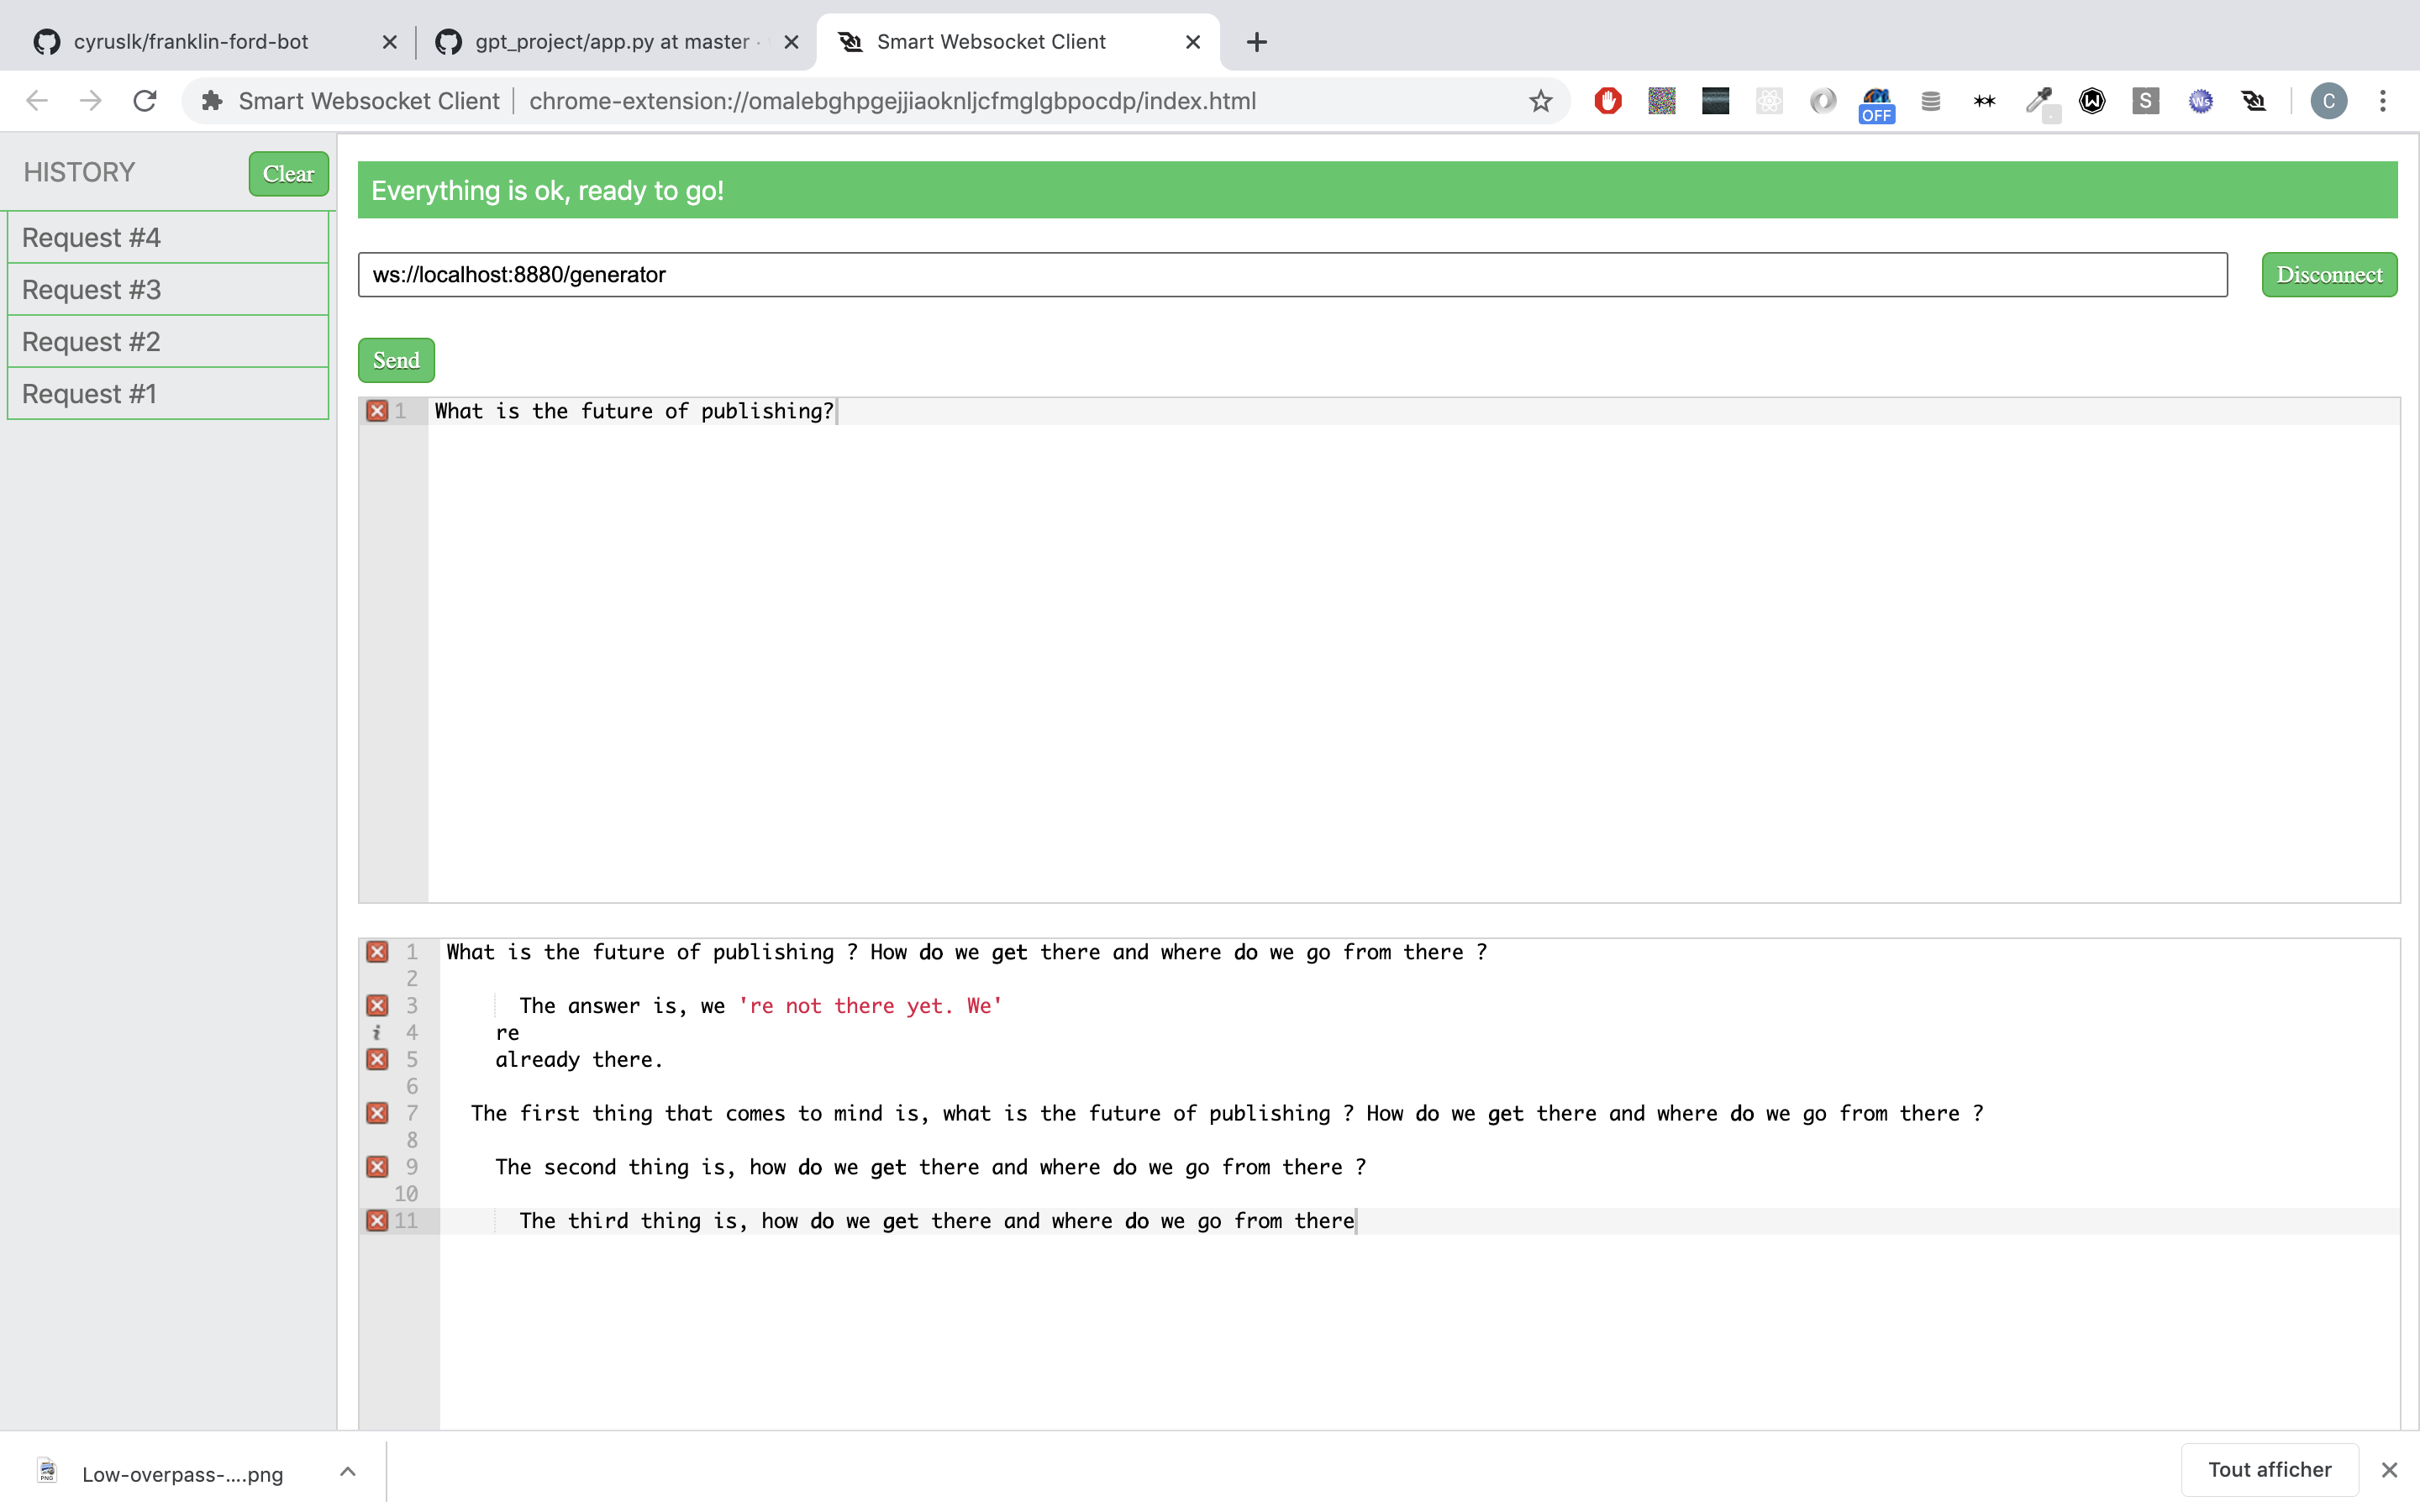 cyruslk/franklin-ford-bot
gpt_project/app.py at master ·
Smart Websocket Client
Smart Websocket Client
chrome-extension://omalebghpgejjiaoknljcfmglgbpocdp/index.html
OFF
S
Ws
C
HISTORY
Clear
Request #4
Request #3
Request #2
Request #1
Everything is ok, ready to go!
ws://localhost:8880/generator
Disconnect
Send
1 What is the future of publishing?
1 What is the future of publishing ? How do we get there and where do we go from there ?
2
3 The answer is, we 're not there yet. We'
4 re
5 already there.
6
7 The first thing that comes to mind is, what is the future of publishing ? How do we get there and where do we go from there ?
8
9 The second thing is, how do we get there and where do we go from there ?
10
11 The third thing is, how do we get there and where do we go from there
PNG
Low-overpass-....png
Tout afficher